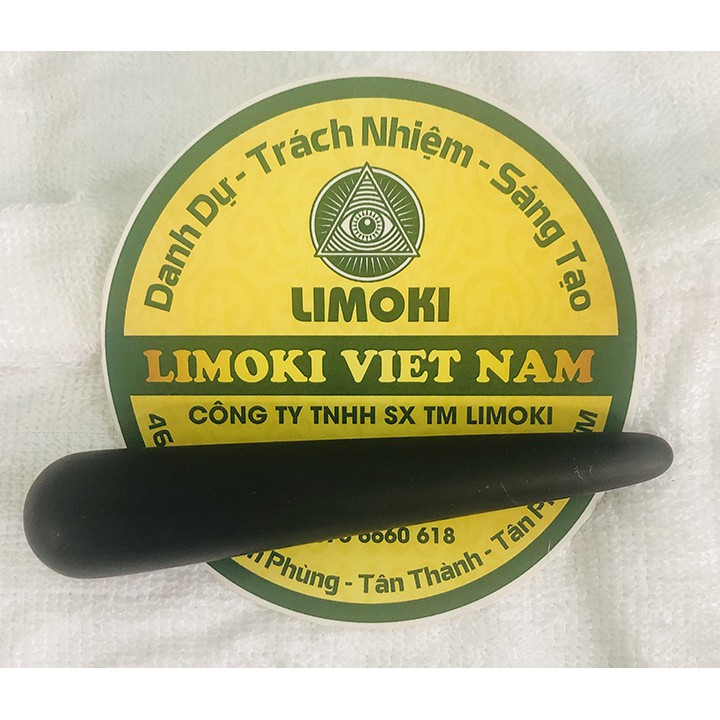 Danh Dự - Trách Nhiệm - Sáng Tạo
LIMOKI
LIMOKI VIET NAM
CÔNG TY TNHH SX TM LIMOKI
6660 618
Phùng - Tân Thành - Tân